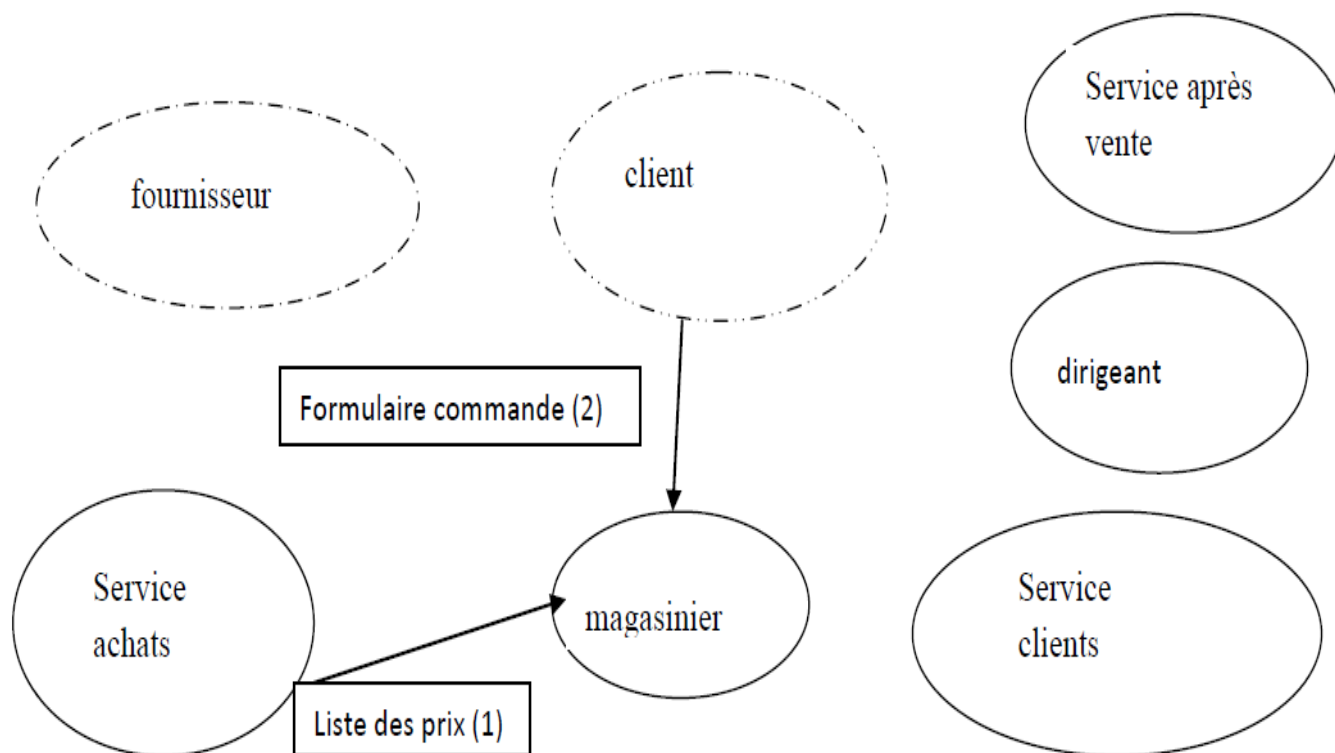 Service après
vente
client
fournisseur
dirigeant
Formulaire commande (2)
Service
achats
magasinier
Service
clients
Liste des prix (1)